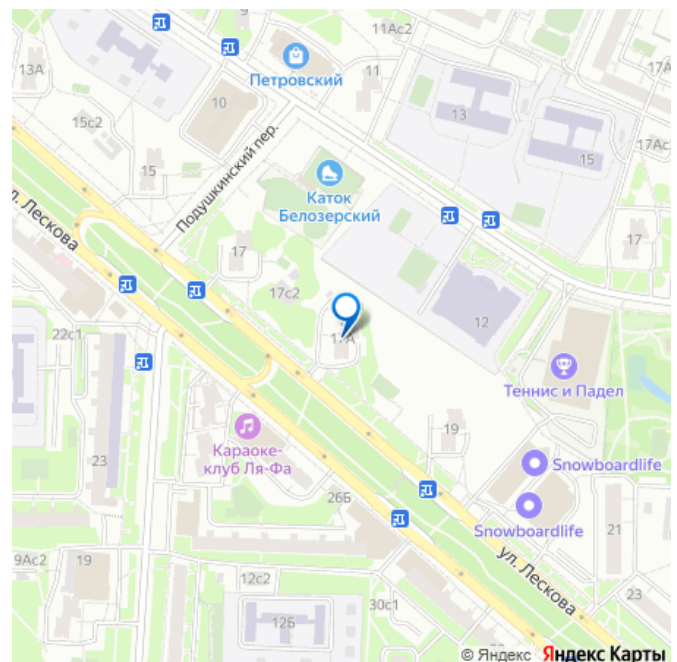 9
11Ас2
13А
Петровский
11
17А
10
15с2
13
17Ас
15
15
Подушкинский пер.
Каток
Белозерский
ул. Лескова
17
17
17с2
12
22с1
17А
Теннис и Падел
19
Караоке-
клуб Ля-Фа
23
Snowboardlife
26Б
Snowboardlife
21
9Ас2
19
ул. Лескова
12с2
30с1
12Б
© Яндекс Яндекс Карты